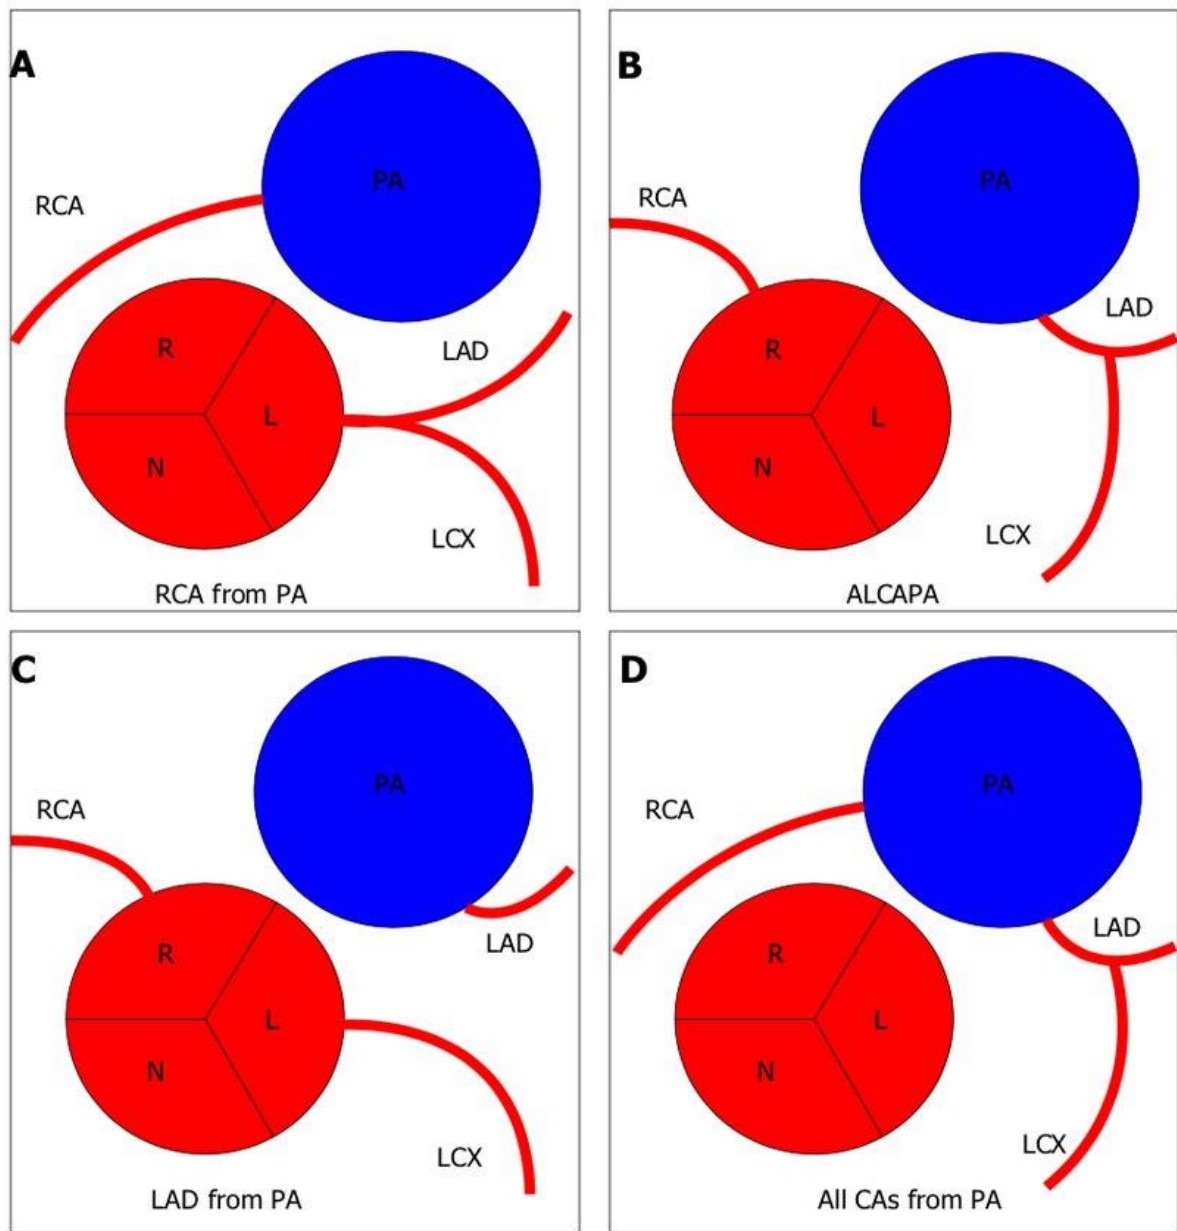 A
PA
RCA
R
LAD
L
N
LCX
RCA from PA
B
PA
RCA
LAD
R
L
N
LCX
ALCAPA
C
PA
RCA
LAD
R
L
N
LCX
LAD from PA
D
PA
RCA
LAD
R
L
N
LCX
All CAs from PA